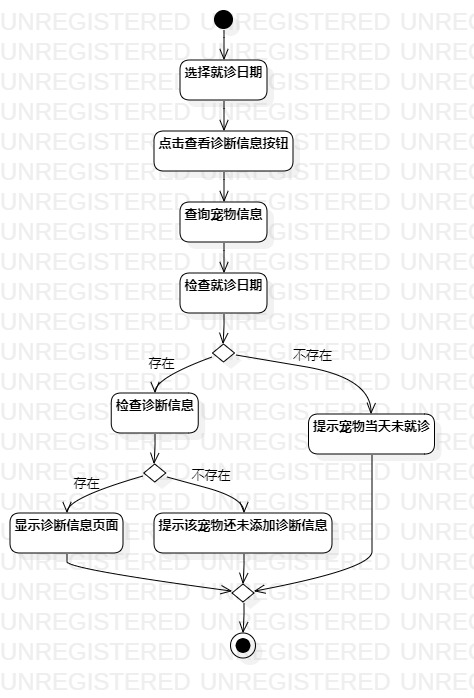 选择就诊日期
点击查看诊断信息按钮
查询宠物信息
检查就诊日期
存在
不存在
检查诊断信息
提示宠物当天未就诊
存在
不存在
显示诊断信息页面
提示该宠物还未添加诊断信息
UNREGISTERED UNREGISTERED UNREGISTERED